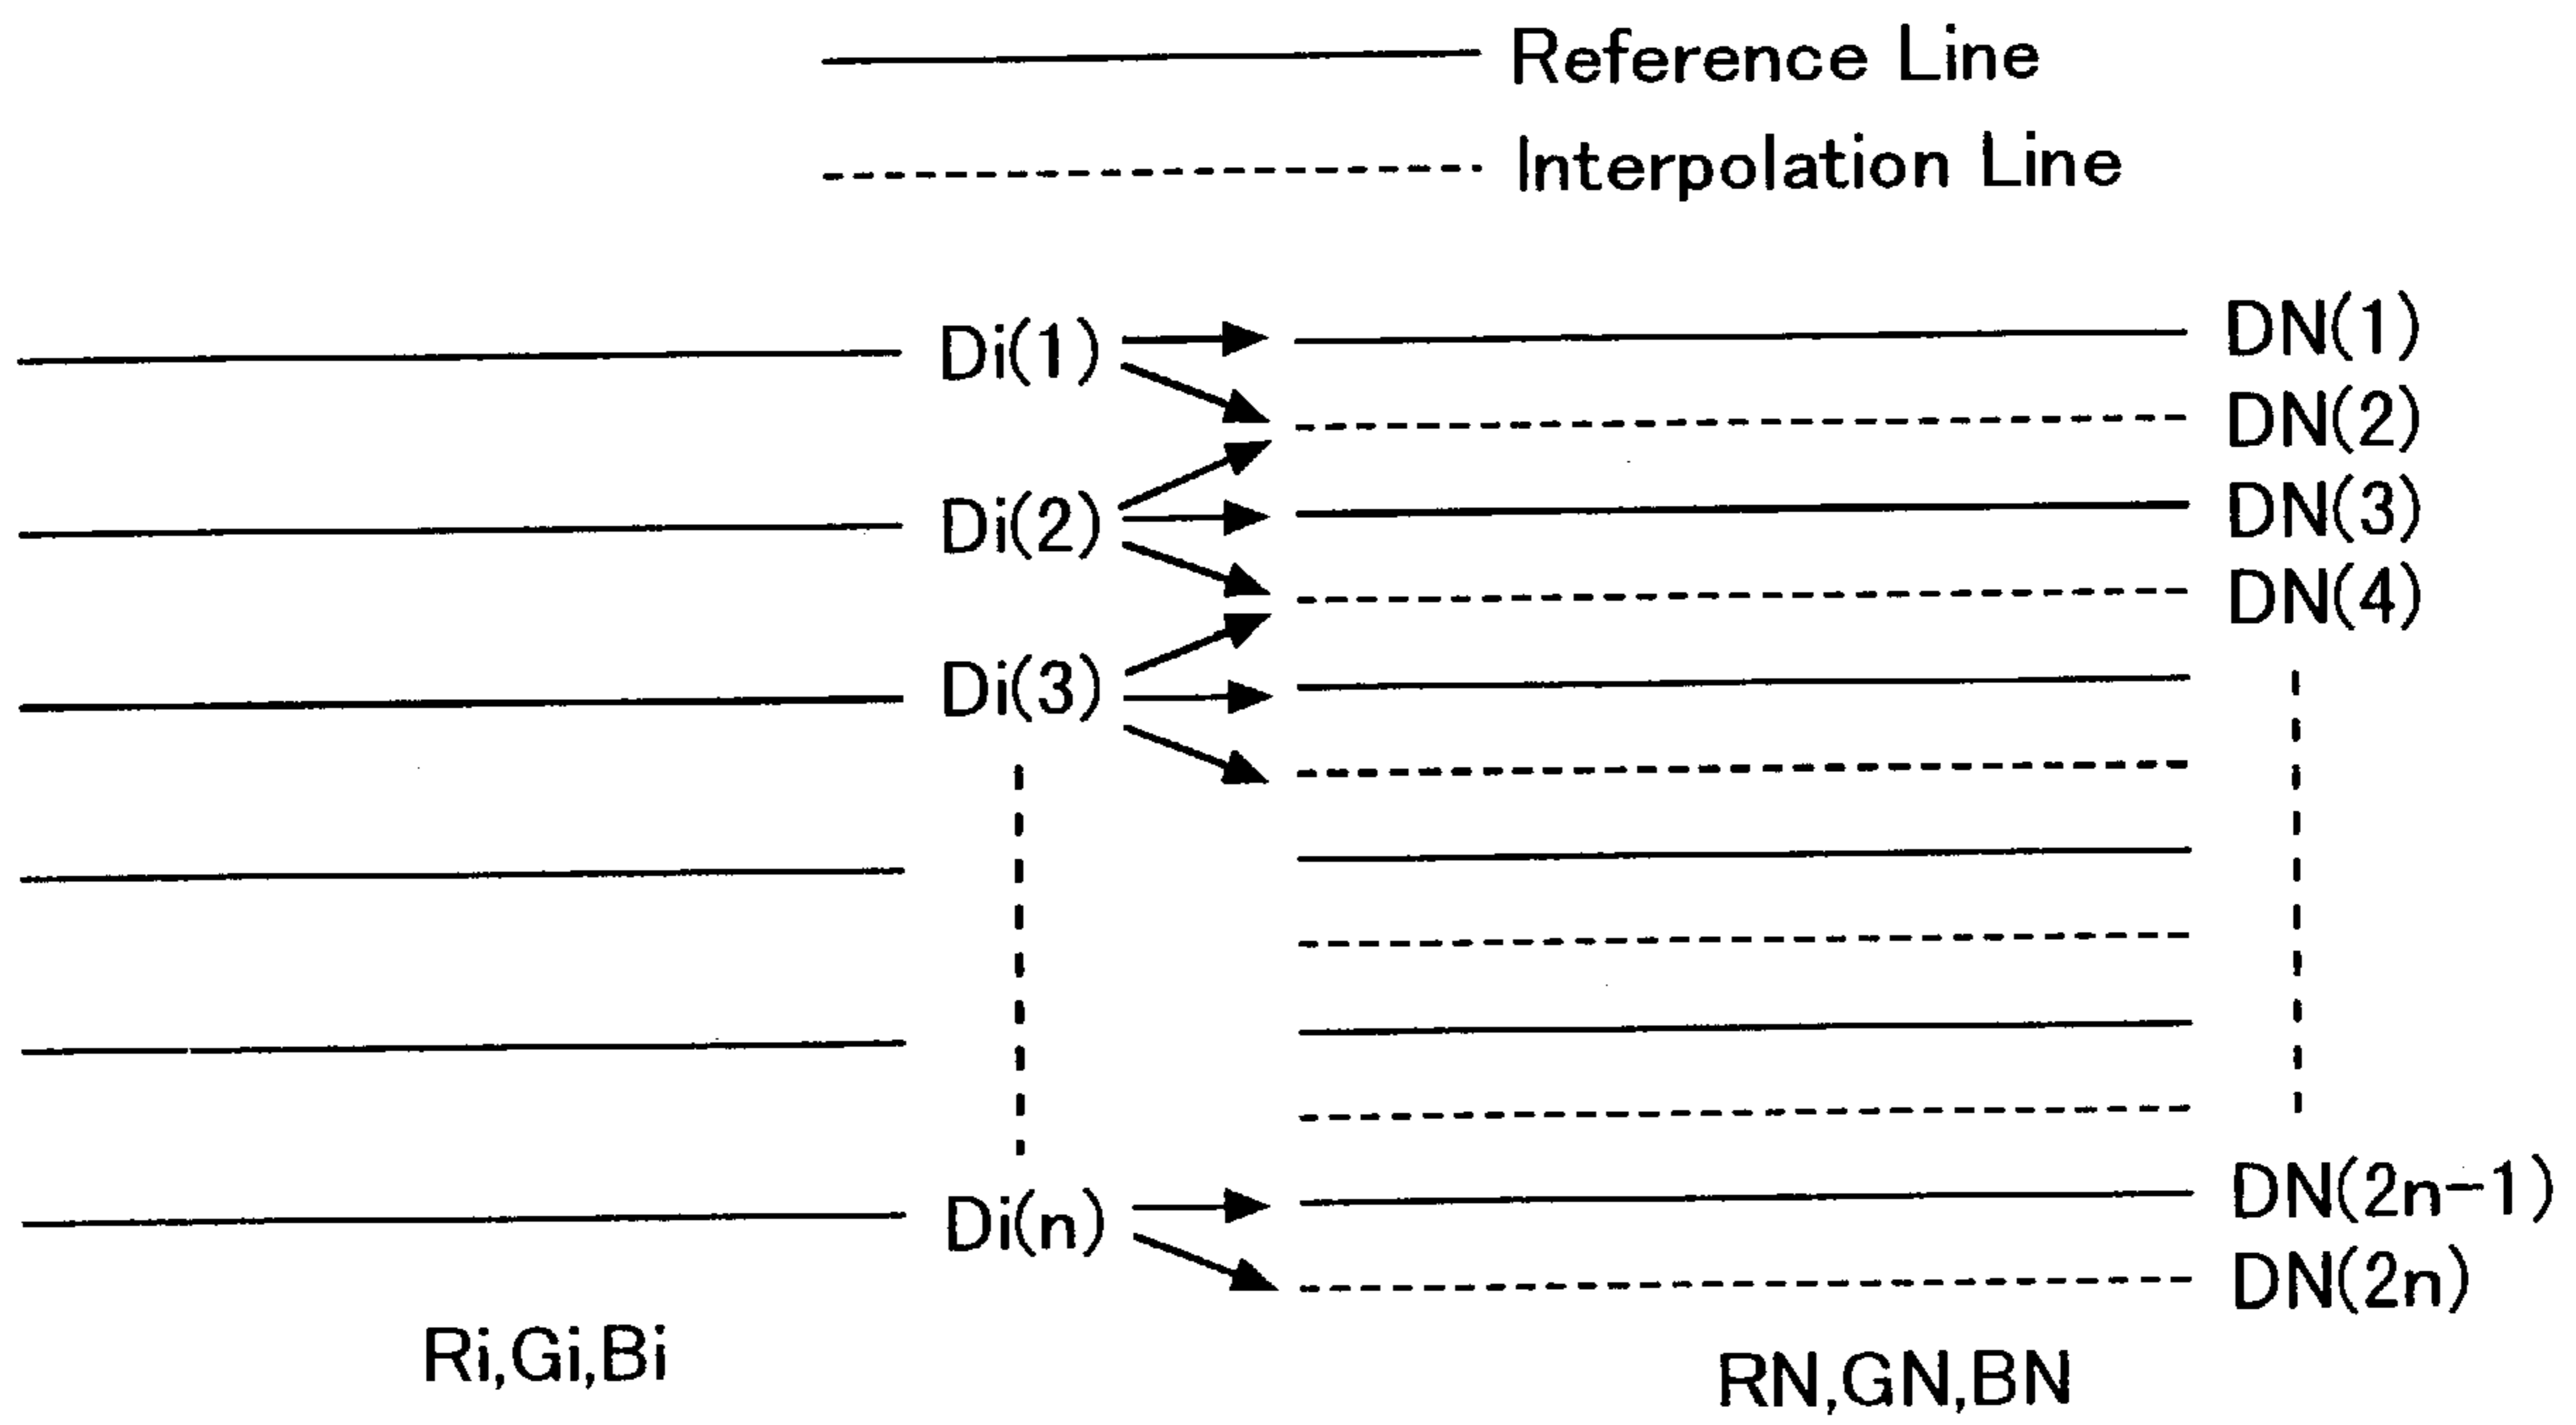 Reference Line
Interpolation Line
Di(1)
DN(1)
DN(2)
Di(2)
DN(3)
DN(4)
Di(3)
Di(n)
DN(2n-1)
DN(2n)
Ri,Gi,Bi
RN,GN,BN